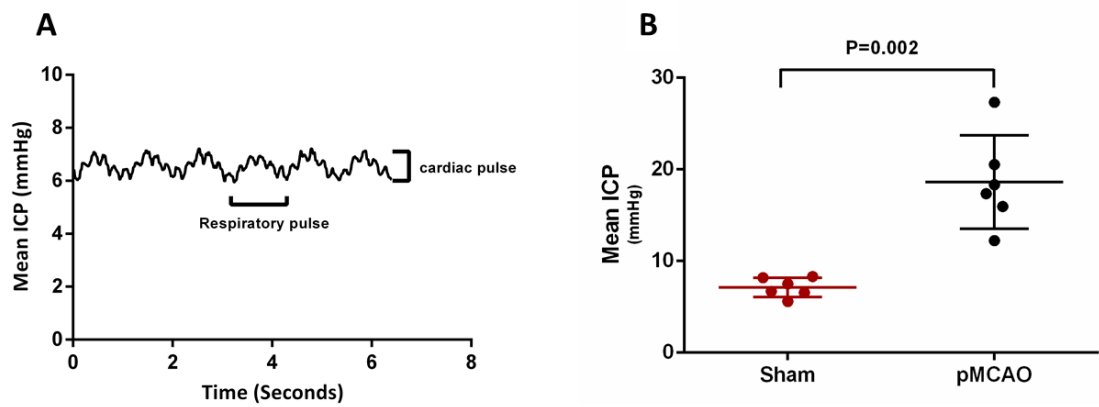 A
Mean ICP (mmHg)
10
8
6
4
2
0
0 2 4 6 8
Time (Seconds)
cardiac pulse
Respiratory pulse
B
P=0.002
Mean ICP
(mmHg)
30
20
10
0
Sham pMCAO